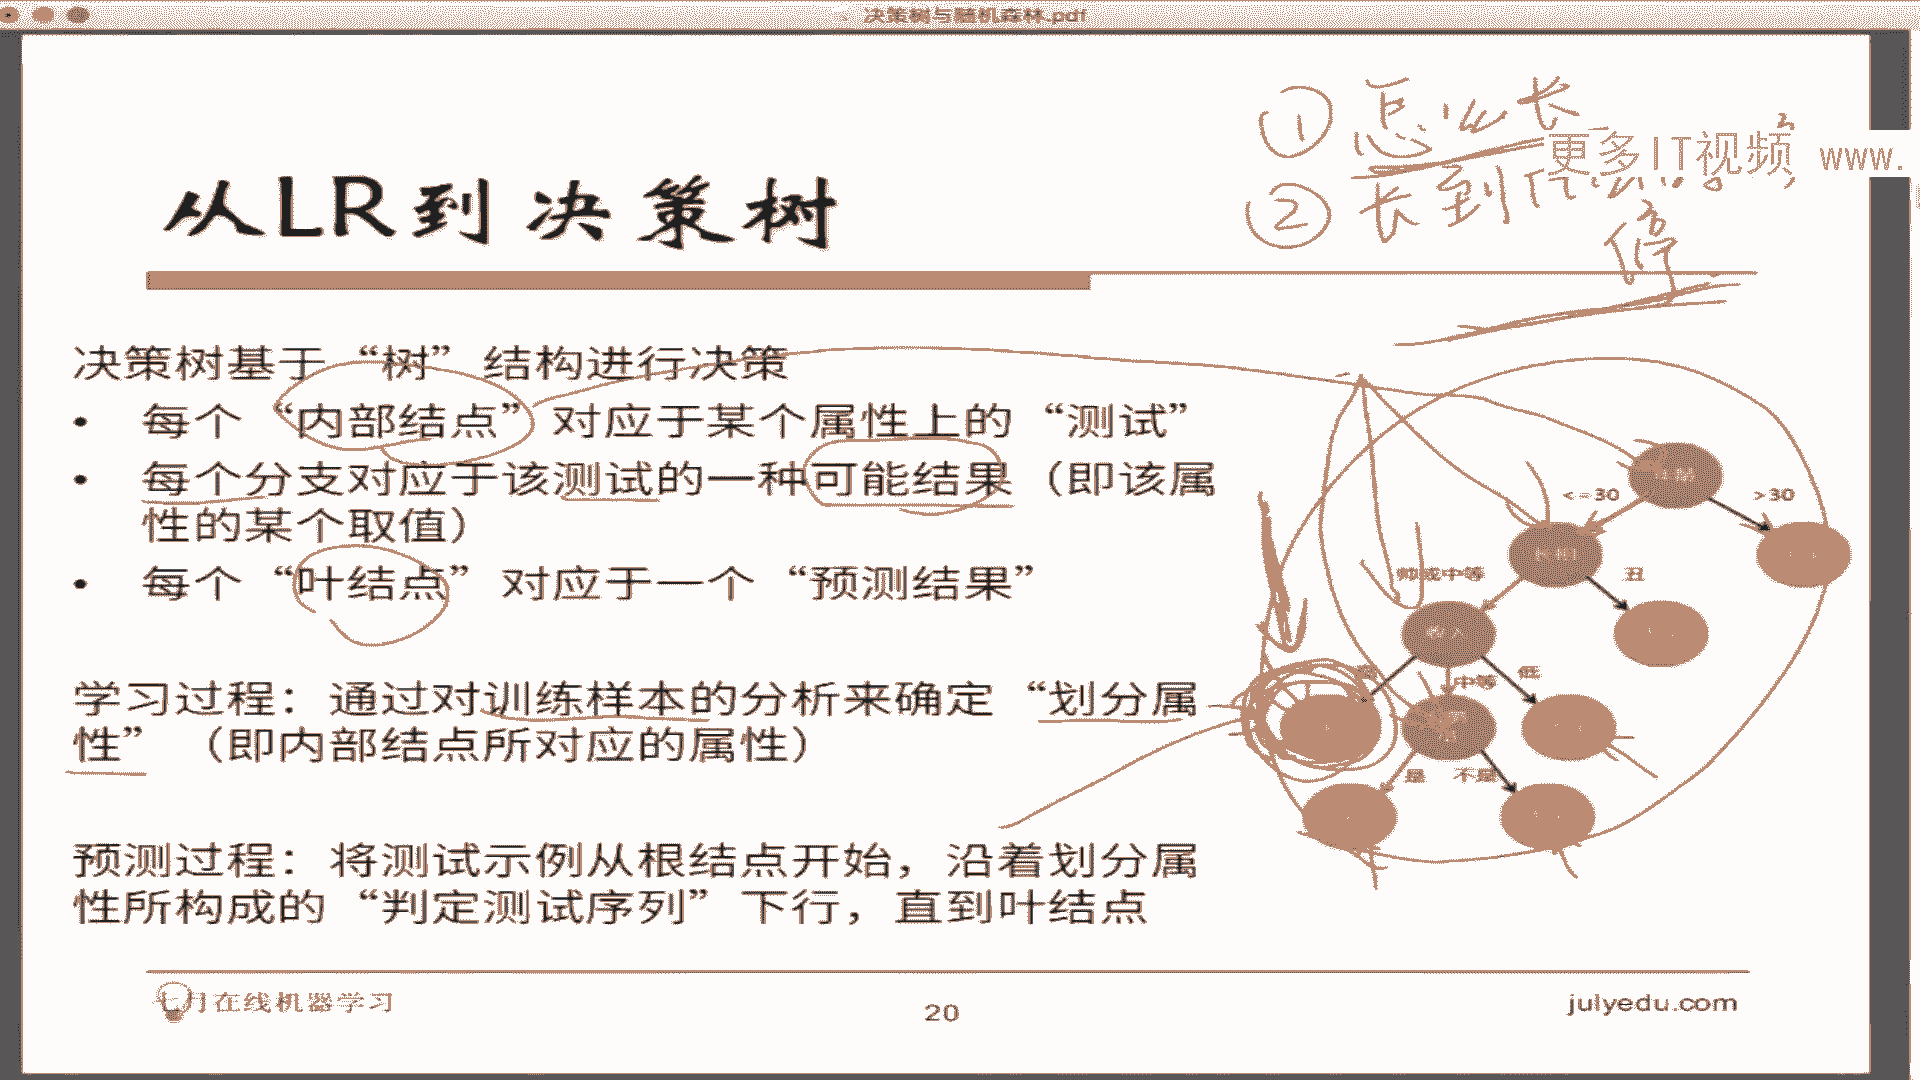 决策树与随机森林.pdf
① 怎么长
更多IT视频 www.
② 长到
停
从LR到决策树
决策树基于“树”结构进行决策
• 每个“内部结点”对应于某个属性上的“测试”
• 每个分支对应于该测试的一种可能结果（即该属
性的某个取值）
• 每个“叶结点”对应于一个“预测结果”
学习过程：通过对训练样本的分析来确定“划分属
性”（即内部结点所对应的属性）
预测过程：将测试示例从根结点开始，沿着划分属
性所构成的“判定测试序列”下行，直到叶结点
<=30 >30
帅或中等 丑
收入
中等 低
是 不是
七月在线机器学习
20
julyedu.com